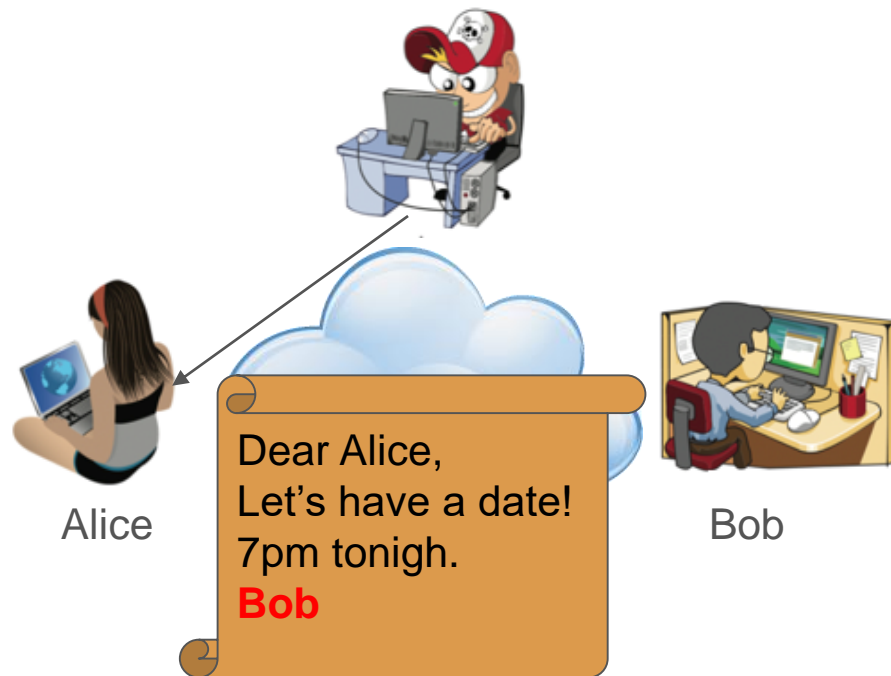 Alice
Dear Alice,
Let’s have a date!
7pm tonigh.
Bob
Bob